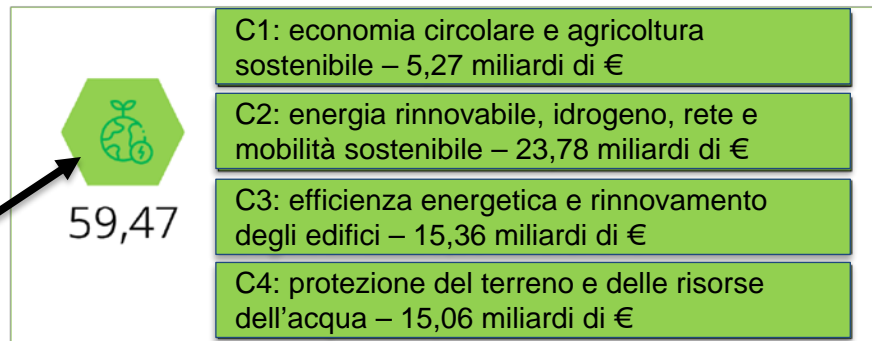 C1: economia circolare e agricoltura
sostenibile – 5,27 miliardi di €
C2: energia rinnovabile, idrogeno, rete e
mobilità sostenibile – 23,78 miliardi di €
59,47
C3: efficienza energetica e rinnovamento
degli edifici – 15,36 miliardi di €
C4: protezione del terreno e delle risorse
dell'acqua – 15,06 miliardi di €